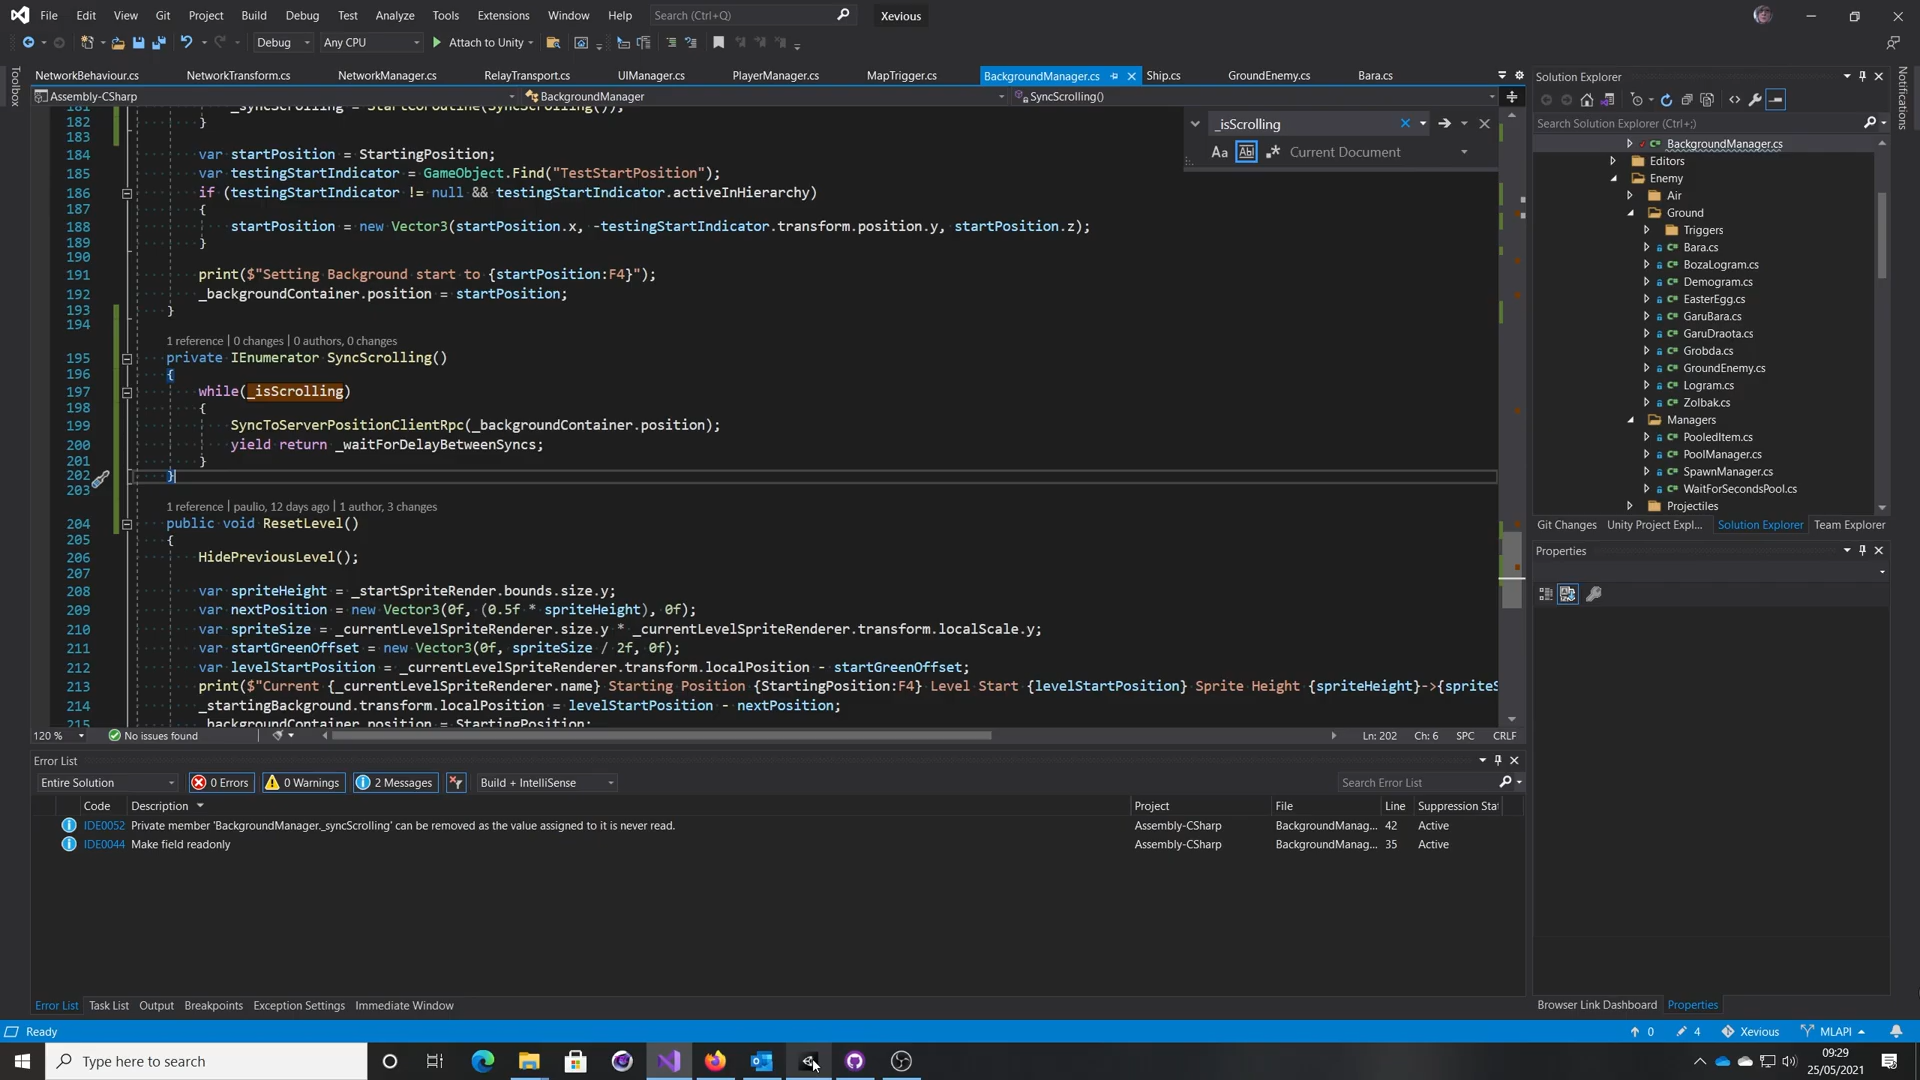 File Edit View Git Project Build Debug Test Analyze Tools Extensions Window Help Search (Ctrl+Q) Xevious
Debug Any CPU Attach to Unity
Toolbox
Notifications
NetworkBehaviour.cs NetworkTransform.cs NetworkManager.cs RelayTransport.cs UIManager.cs PlayerManager.cs MapTrigger.cs BackgroundManager.cs Ship.cs GroundEnemy.cs Bara.cs
Assembly-CSharp BackgroundManager SyncScrolling()
_isScrolling
Aa Current Document
181 _syncScrolling = StartCoroutine(SyncScrolling());
182 }
183
184 var startPosition = StartingPosition;
185 var testingStartIndicator = GameObject.Find("TestStartPosition");
186 if (testingStartIndicator != null && testingStartIndicator.activeInHierarchy)
187 {
188 startPosition = new Vector3(startPosition.x, -testingStartIndicator.transform.position.y, startPosition.z);
189 }
190
191 print($"Setting Background start to {startPosition:F4}");
192 _backgroundContainer.position = startPosition;
193 }
194
1 reference | 0 changes | 0 authors, 0 changes
195 private IEnumerator SyncScrolling()
196 {
197 while(_isScrolling)
198 {
199 SyncToServerPositionClientRpc(_backgroundContainer.position);
200 yield return _waitForDelayBetweenSyncs;
201 }
202 }
203
1 reference | paulio, 12 days ago | 1 author, 3 changes
204 public void ResetLevel()
205 {
206 HidePreviousLevel();
207
208 var spriteHeight = _startSpriteRender.bounds.size.y;
209 var nextPosition = new Vector3(0f, (0.5f * spriteHeight), 0f);
210 var spriteSize = _currentLevelSpriteRenderer.size.y * _currentLevelSpriteRenderer.transform.localScale.y;
211 var startGreenOffset = new Vector3(0f, spriteSize / 2f, 0f);
212 var levelStartPosition = _currentLevelSpriteRenderer.transform.localPosition - startGreenOffset;
213 print($"Current {_currentLevelSpriteRenderer.name} Starting Position {StartingPosition:F4} Level Start {levelStartPosition} Sprite Height {spriteHeight}->{spriteS
214 _startingBackground.transform.localPosition = levelStartPosition - nextPosition;
215 _backgroundContainer.position = StartingPosition;
120 % No issues found Ln: 202 Ch: 6 SPC CRLF
Error List
Entire Solution 0 Errors 0 Warnings 2 Messages Build + IntelliSense Search Error List
Code Description Project File Line Suppression Stat
IDE0052 Private member 'BackgroundManager._syncScrolling' can be removed as the value assigned to it is never read. Assembly-CSharp BackgroundManag... 42 Active
IDE0044 Make field readonly Assembly-CSharp BackgroundManag... 35 Active
Error List Task List Output Breakpoints Exception Settings Immediate Window
Solution Explorer
Search Solution Explorer (Ctrl+;)
BackgroundManager.cs
Editors
Enemy
Air
Ground
Triggers
Bara.cs
BozaLogram.cs
Demogram.cs
EasterEgg.cs
GaruBara.cs
GaruDraota.cs
Grobda.cs
GroundEnemy.cs
Logram.cs
Zolbak.cs
Managers
PooledItem.cs
PoolManager.cs
SpawnManager.cs
WaitForSecondsPool.cs
Projectiles
Git Changes Unity Project Expl... Solution Explorer Team Explorer
Properties
Browser Link Dashboard Properties
Ready 0 4 Xevious MLAPI
Type here to search
09:29
25/05/2021